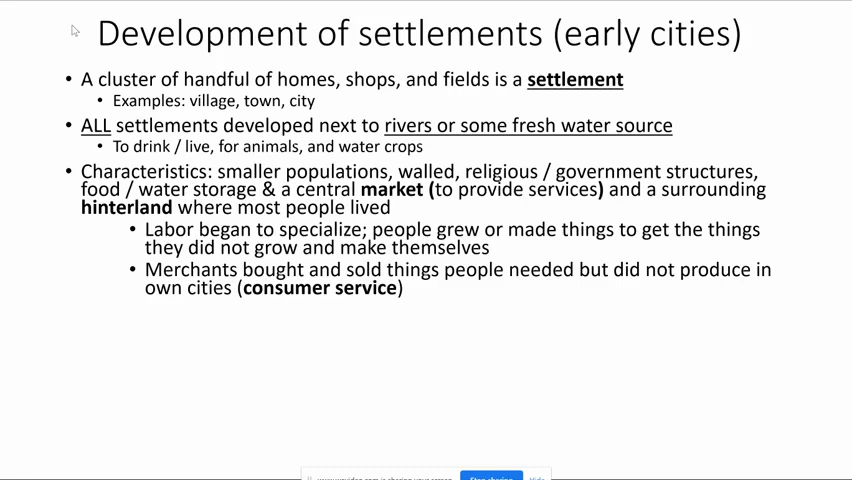 Development of settlements (early cities)
• A cluster of handful of homes, shops, and fields is a settlement
• Examples: village, town, city
• ALL settlements developed next to rivers or some fresh water source
• To drink / live, for animals, and water crops
• Characteristics: smaller populations, walled, religious / government structures,
food / water storage & a central market (to provide services) and a surrounding
hinterland where most people lived
• Labor began to specialize; people grew or made things to get the things
they did not grow and make themselves
• Merchants bought and sold things people needed but did not produce in
own cities (consumer service)